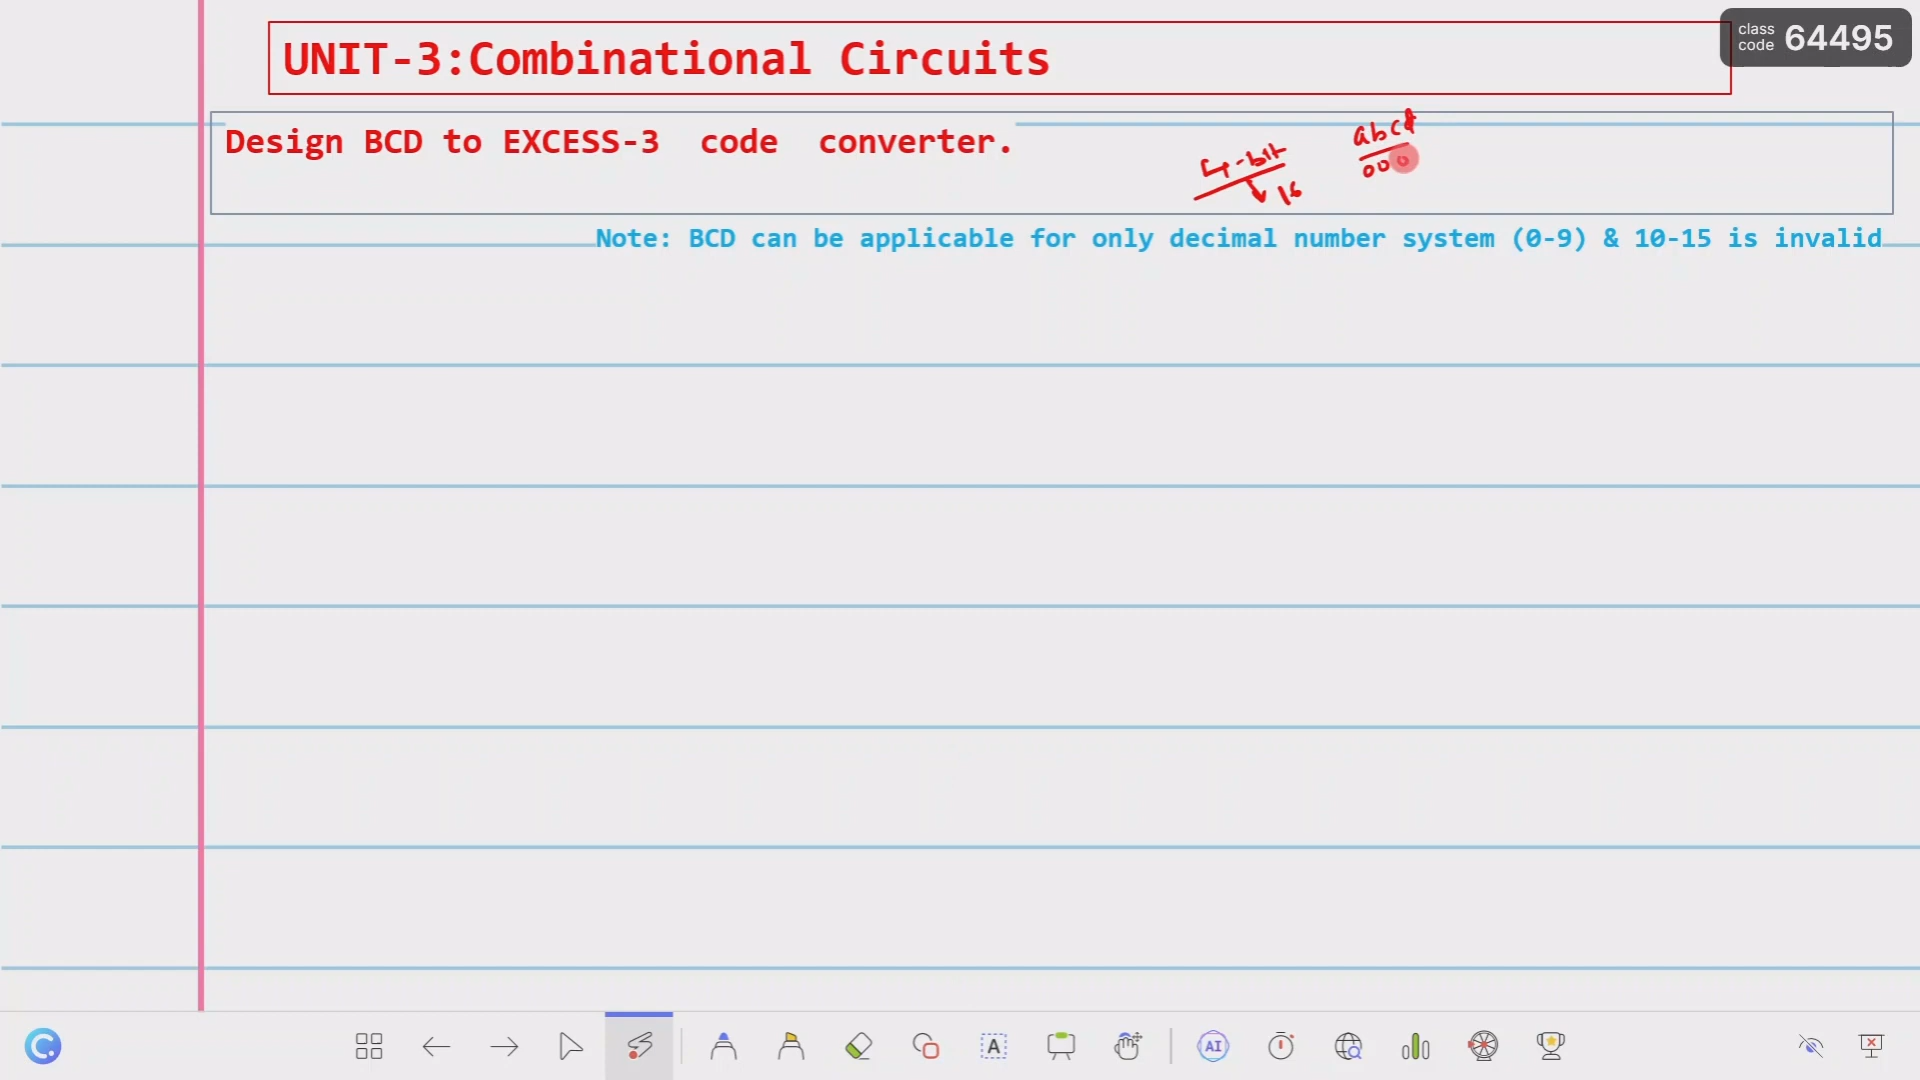 UNIT-3:Combinational Circuits
class code 64495
Design BCD to EXCESS-3 code converter.
4-bit
16
abcd
000
Note: BCD can be applicable for only decimal number system (0-9) & 10-15 is invalid
A
AI